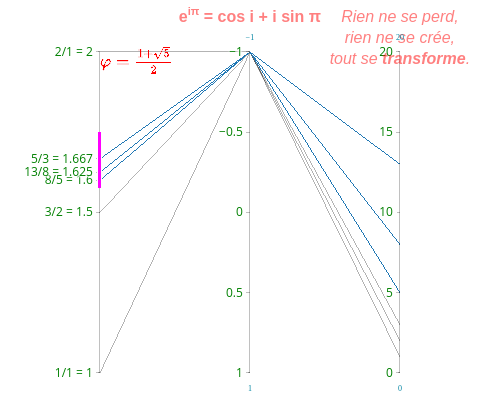 e^iπ = cos i + i sin π
Rien ne se perd,
rien ne se crée,
tout se transforme.
φ = (1+√5)/2
2/1 = 2
5/3 = 1.667
13/8 = 1.625
8/5 = 1.6
3/2 = 1.5
1/1 = 1
−1
−1
−0.5
0
0.5
1
1
20
15
10
5
0
0